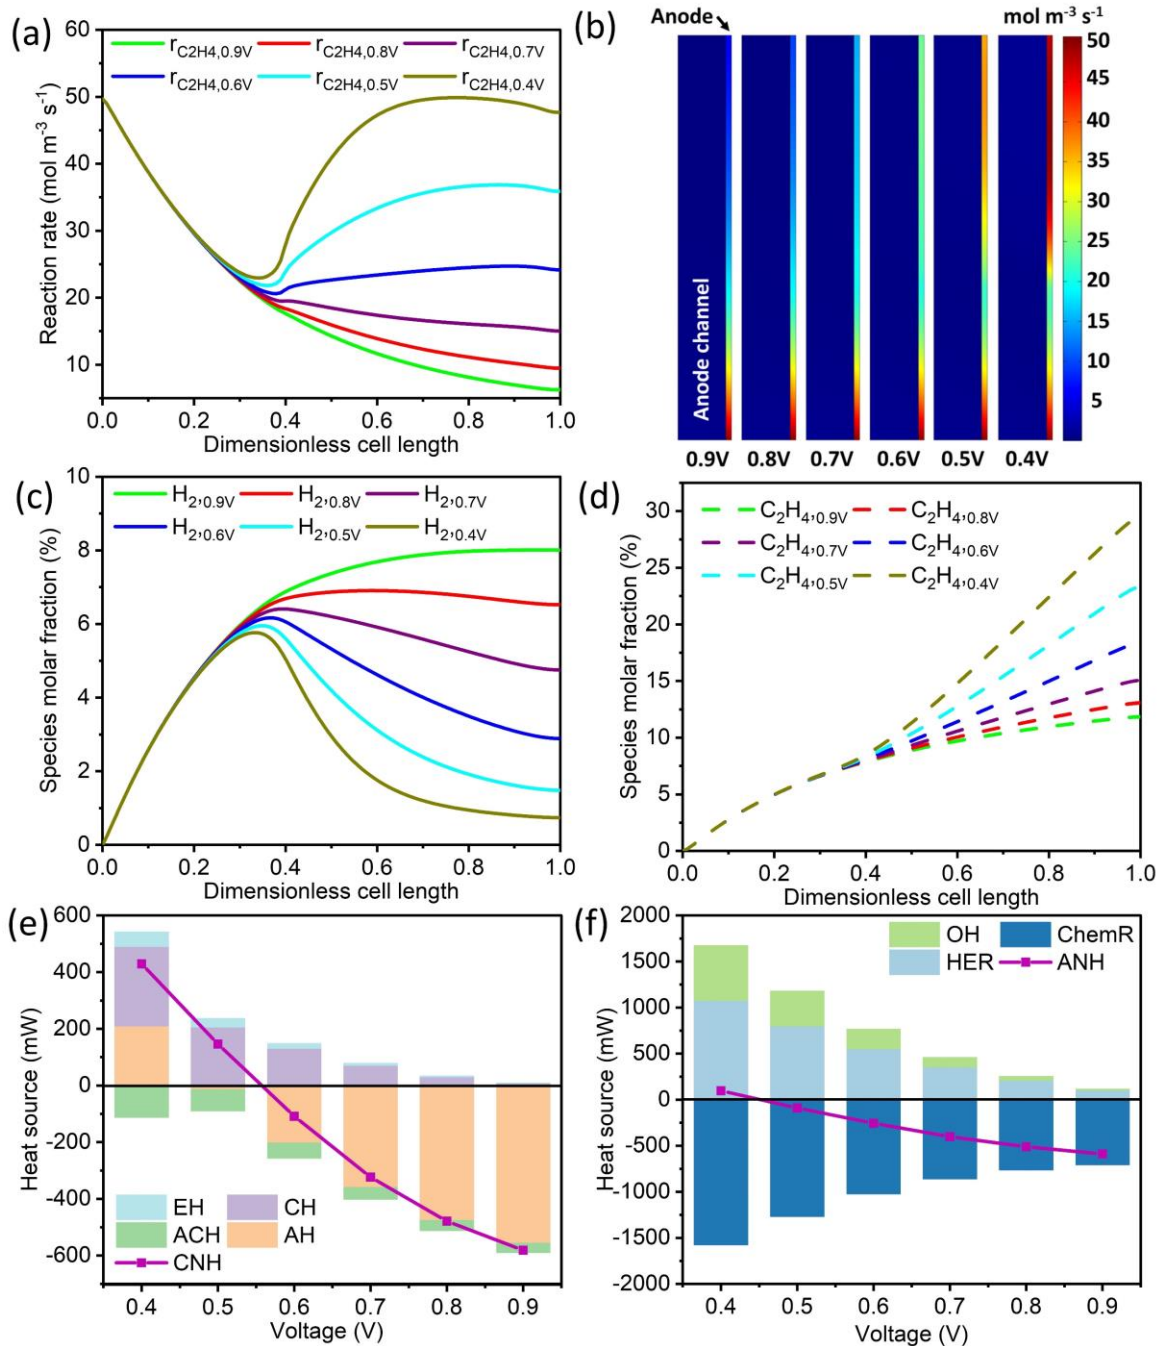 (a)
r_C2H4,0.9V r_C2H4,0.8V r_C2H4,0.7V
r_C2H4,0.6V r_C2H4,0.5V r_C2H4,0.4V
Reaction rate (mol m⁻³ s⁻¹)
60
50
40
30
20
10
0.0 0.2 0.4 0.6 0.8 1.0
Dimensionless cell length
(b)
Anode
mol m⁻³ s⁻¹
Anode channel
50
45
40
35
30
25
20
15
10
5
0.9V 0.8V 0.7V 0.6V 0.5V 0.4V
(c)
H₂,0.9V H₂,0.8V H₂,0.7V
H₂,0.6V H₂,0.5V H₂,0.4V
Species molar fraction (%)
10
8
6
4
2
0
0.0 0.2 0.4 0.6 0.8 1.0
Dimensionless cell length
(d)
C₂H₄,0.9V C₂H₄,0.8V
C₂H₄,0.7V C₂H₄,0.6V
C₂H₄,0.5V C₂H₄,0.4V
Species molar fraction (%)
30
25
20
15
10
5
0
0.0 0.2 0.4 0.6 0.8 1.0
Dimensionless cell length
(e)
Heat source (mW)
600
400
200
0
-200
-400
-600
EH CH
ACH AH
CNH
0.4 0.5 0.6 0.7 0.8 0.9
Voltage (V)
(f)
OH ChemR
HER ANH
Heat source (mW)
2000
1500
1000
500
0
-500
-1000
-1500
-2000
0.4 0.5 0.6 0.7 0.8 0.9
Voltage (V)